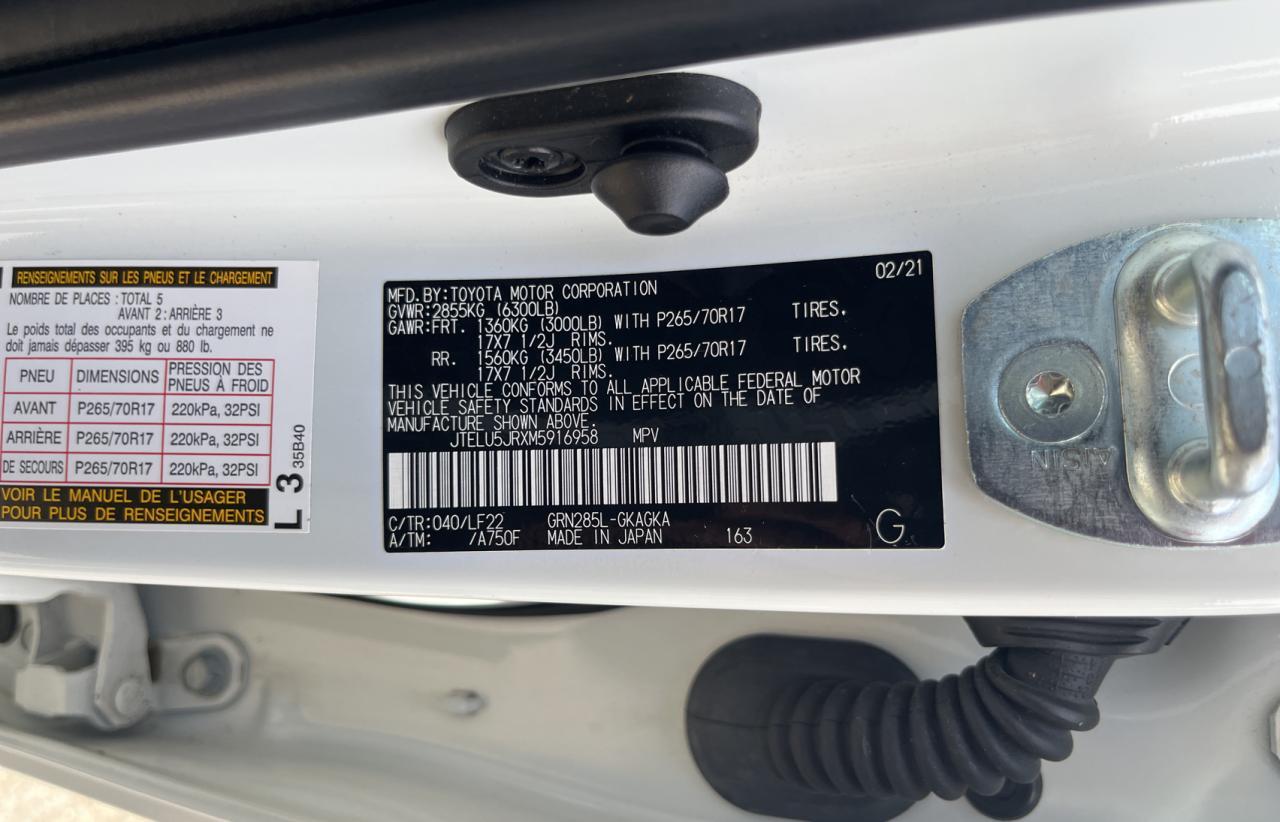 RENSEIGNEMENTS SUR LES PNEUS ET LE CHARGEMENT
NOMBRE DE PLACES : TOTAL 5
AVANT 2 : ARRIÈRE 3
Le poids total des occupants et du chargement ne
doit jamais dépasser 395 kg ou 880 lb.
PNEU DIMENSIONS PRESSION DES PNEUS À FROID
AVANT P265/70R17 220kPa, 32PSI
ARRIÈRE P265/70R17 220kPa, 32PSI
DE SECOURS P265/70R17 220kPa, 32PSI
VOIR LE MANUEL DE L'USAGER
POUR PLUS DE RENSEIGNEMENTS
L 3 35B40
02/21
MFD.BY:TOYOTA MOTOR CORPORATION
GVWR:2855KG (6300LB)
GAWR:FRT. 1360KG (3000LB) WITH P265/70R17 TIRES,
17X7 1/2J RIMS.
RR. 1560KG (3450LB) WITH P265/70R17 TIRES,
17X7 1/2J RIMS.
THIS VEHICLE CONFORMS TO ALL APPLICABLE FEDERAL MOTOR
VEHICLE SAFETY STANDARDS IN EFFECT ON THE DATE OF
MANUFACTURE SHOWN ABOVE.
JTELU5JRXM5916958 MPV
C/TR:040/LF22 GRN285L-GKAGKA
A/TM: /A750F MADE IN JAPAN 163
G
AISIN